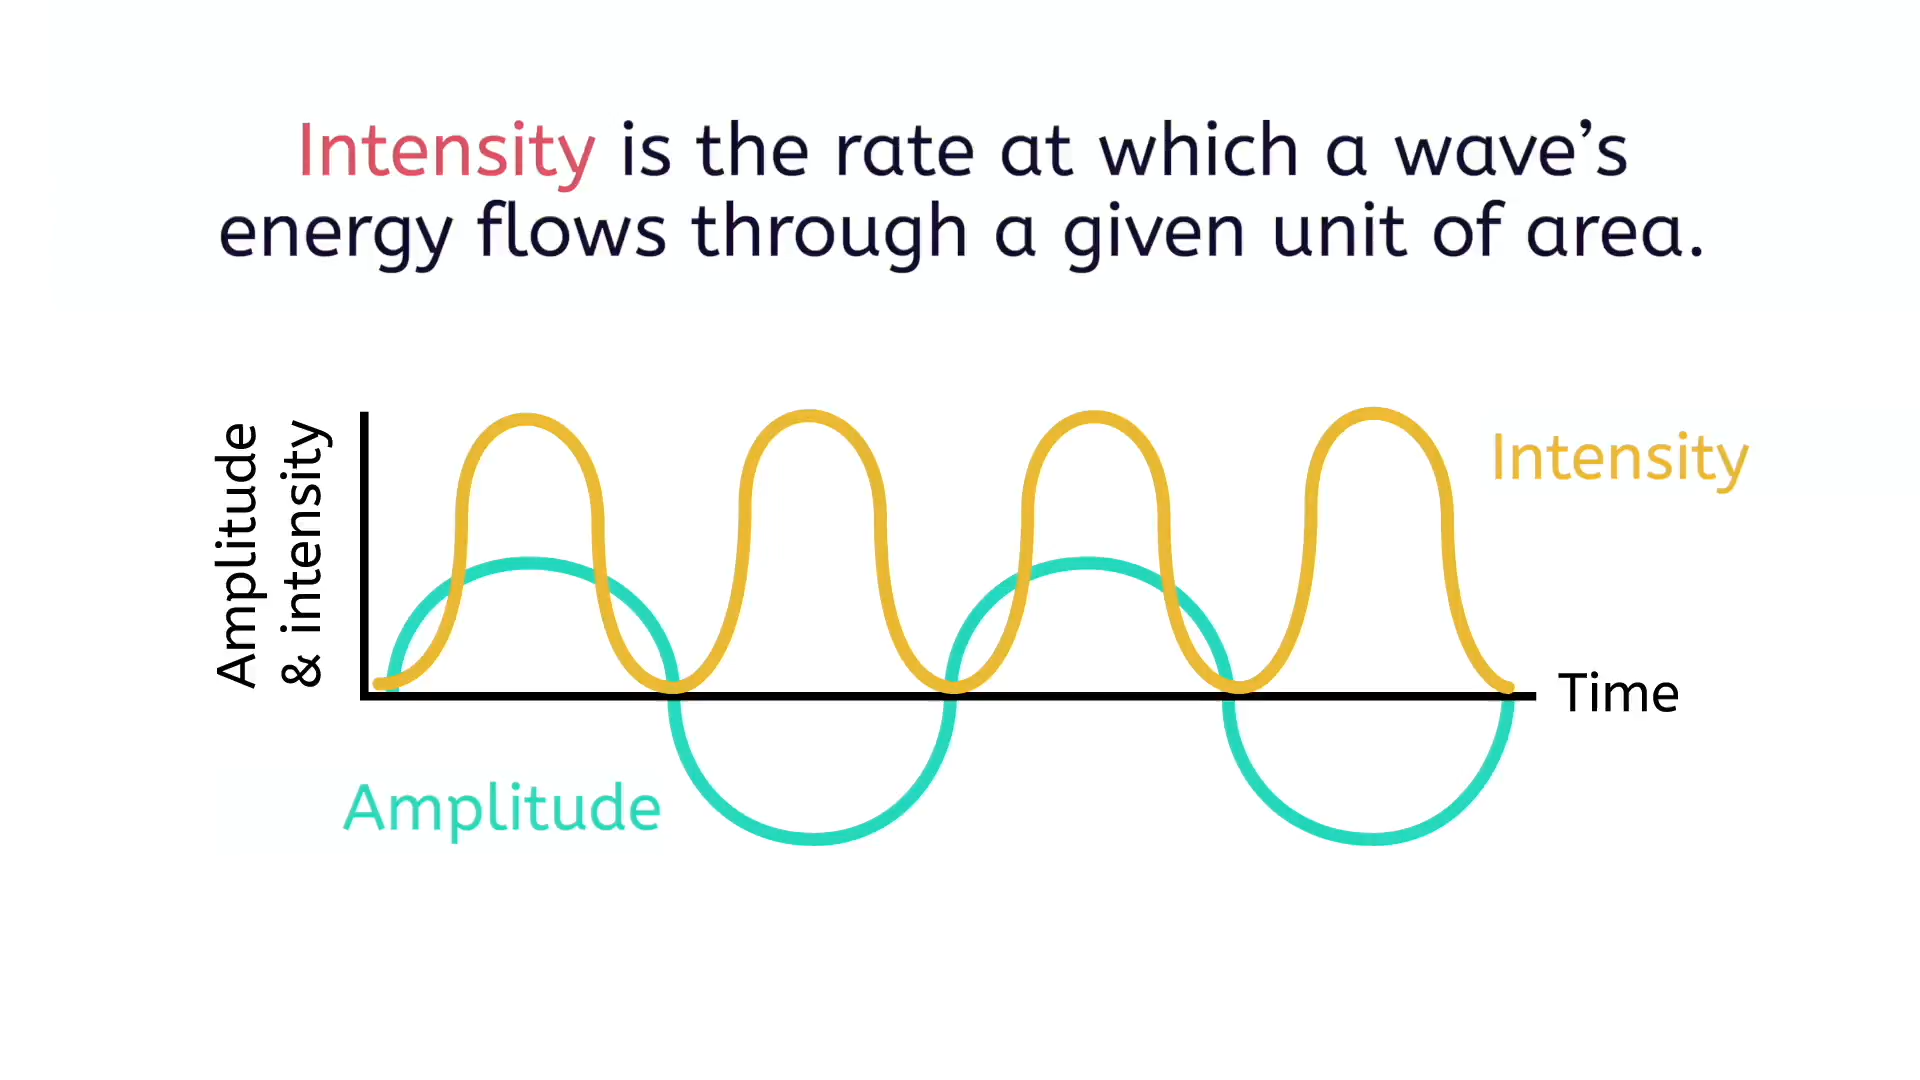 Intensity is the rate at which a wave’s
energy flows through a given unit of area.
Amplitude
& intensity
Intensity
Time
Amplitude